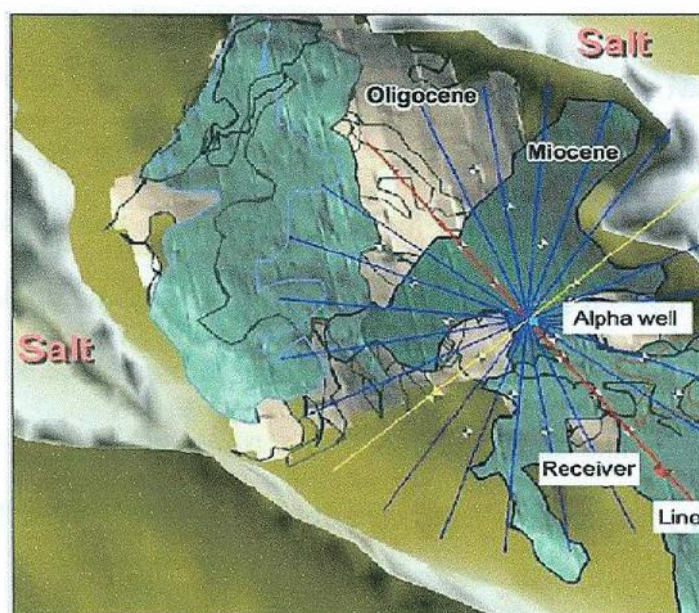 Salt
Oligocene
Miocene
Alpha well
Salt
Receiver
Line